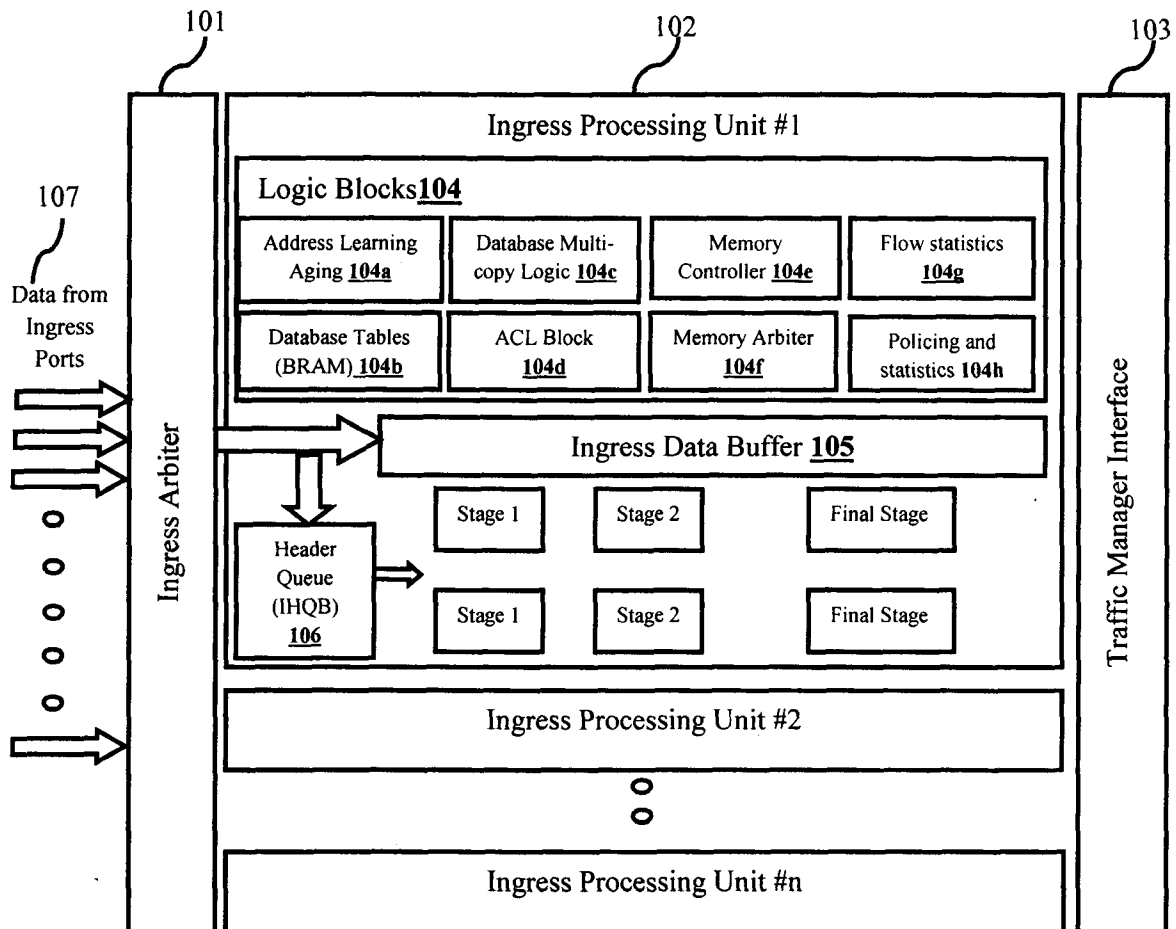 101
102
103
Ingress Processing Unit #1
Logic Blocks104
107
Address Learning
Aging 104a
Database Multi-
copy Logic 104c
Memory
Controller 104e
Flow statistics
104g
Data from
Ingress
Ports
Database Tables
(BRAM) 104b
ACL Block
104d
Memory Arbiter
104f
Policing and
statistics 104h
Ingress Arbiter
Ingress Data Buffer 105
Traffic Manager Interface
Stage 1
Stage 2
Final Stage
Header
Queue
(IHQB)
106
Stage 1
Stage 2
Final Stage
Ingress Processing Unit #2
Ingress Processing Unit #n